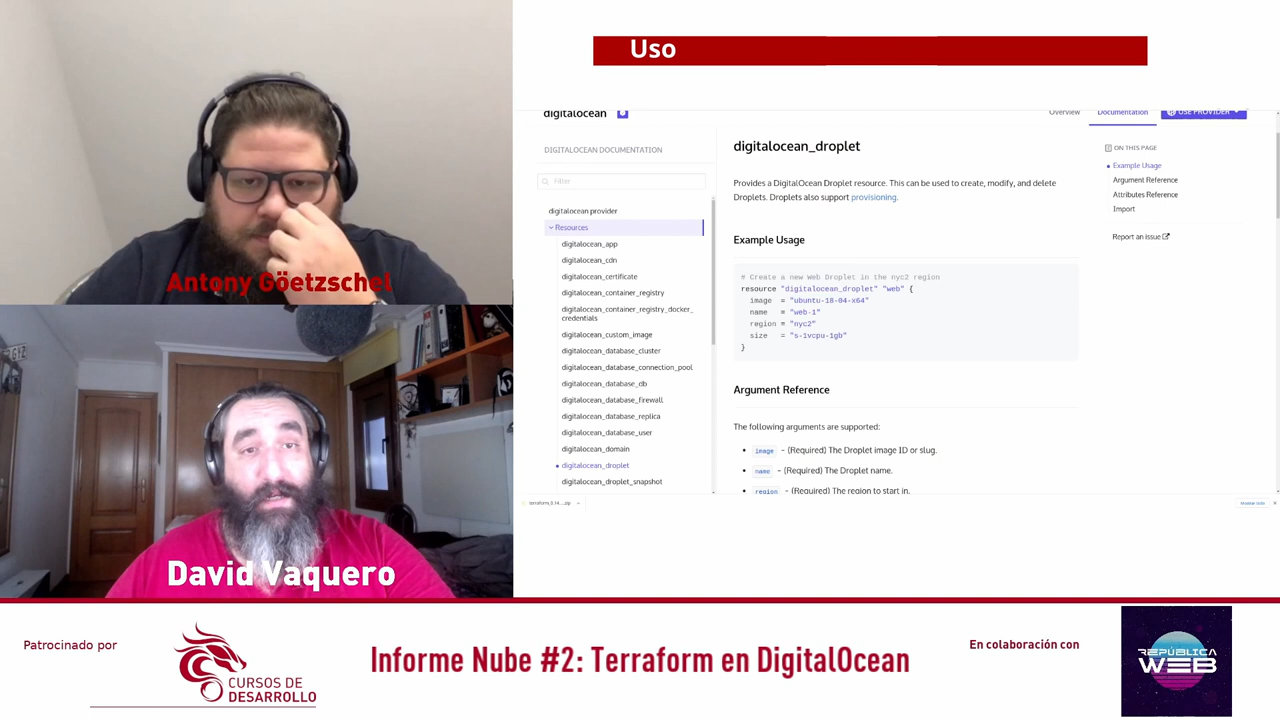 Antony Göetzschel
David Vaquero
Uso
digitalocean
Overview
Documentation
USE PROVIDER
DIGITALOCEAN DOCUMENTATION
Filter
digitalocean provider
Resources
digitalocean_app
digitalocean_cdn
digitalocean_certificate
digitalocean_container_registry
digitalocean_container_registry_docker_
credentials
digitalocean_custom_image
digitalocean_database_cluster
digitalocean_database_connection_pool
digitalocean_database_db
digitalocean_database_firewall
digitalocean_database_replica
digitalocean_database_user
digitalocean_domain
digitalocean_droplet
digitalocean_droplet_snapshot
digitalocean_droplet
Provides a DigitalOcean Droplet resource. This can be used to create, modify, and delete
Droplets. Droplets also support provisioning.
Example Usage
# Create a new Web Droplet in the nyc2 region
resource "digitalocean_droplet" "web" {
image = "ubuntu-18-04-x64"
name = "web-1"
region = "nyc2"
size = "s-1vcpu-1gb"
}
Argument Reference
The following arguments are supported:
• image - (Required) The Droplet image ID or slug.
• name - (Required) The Droplet name.
• region - (Required) The region to start in.
ON THIS PAGE
Example Usage
Argument Reference
Attributes Reference
Import
Report an issue
Patrocinado por
CURSOS DE
DESARROLLO
Informe Nube #2: Terraform en DigitalOcean
En colaboración con
REPÚBLICA
WEB